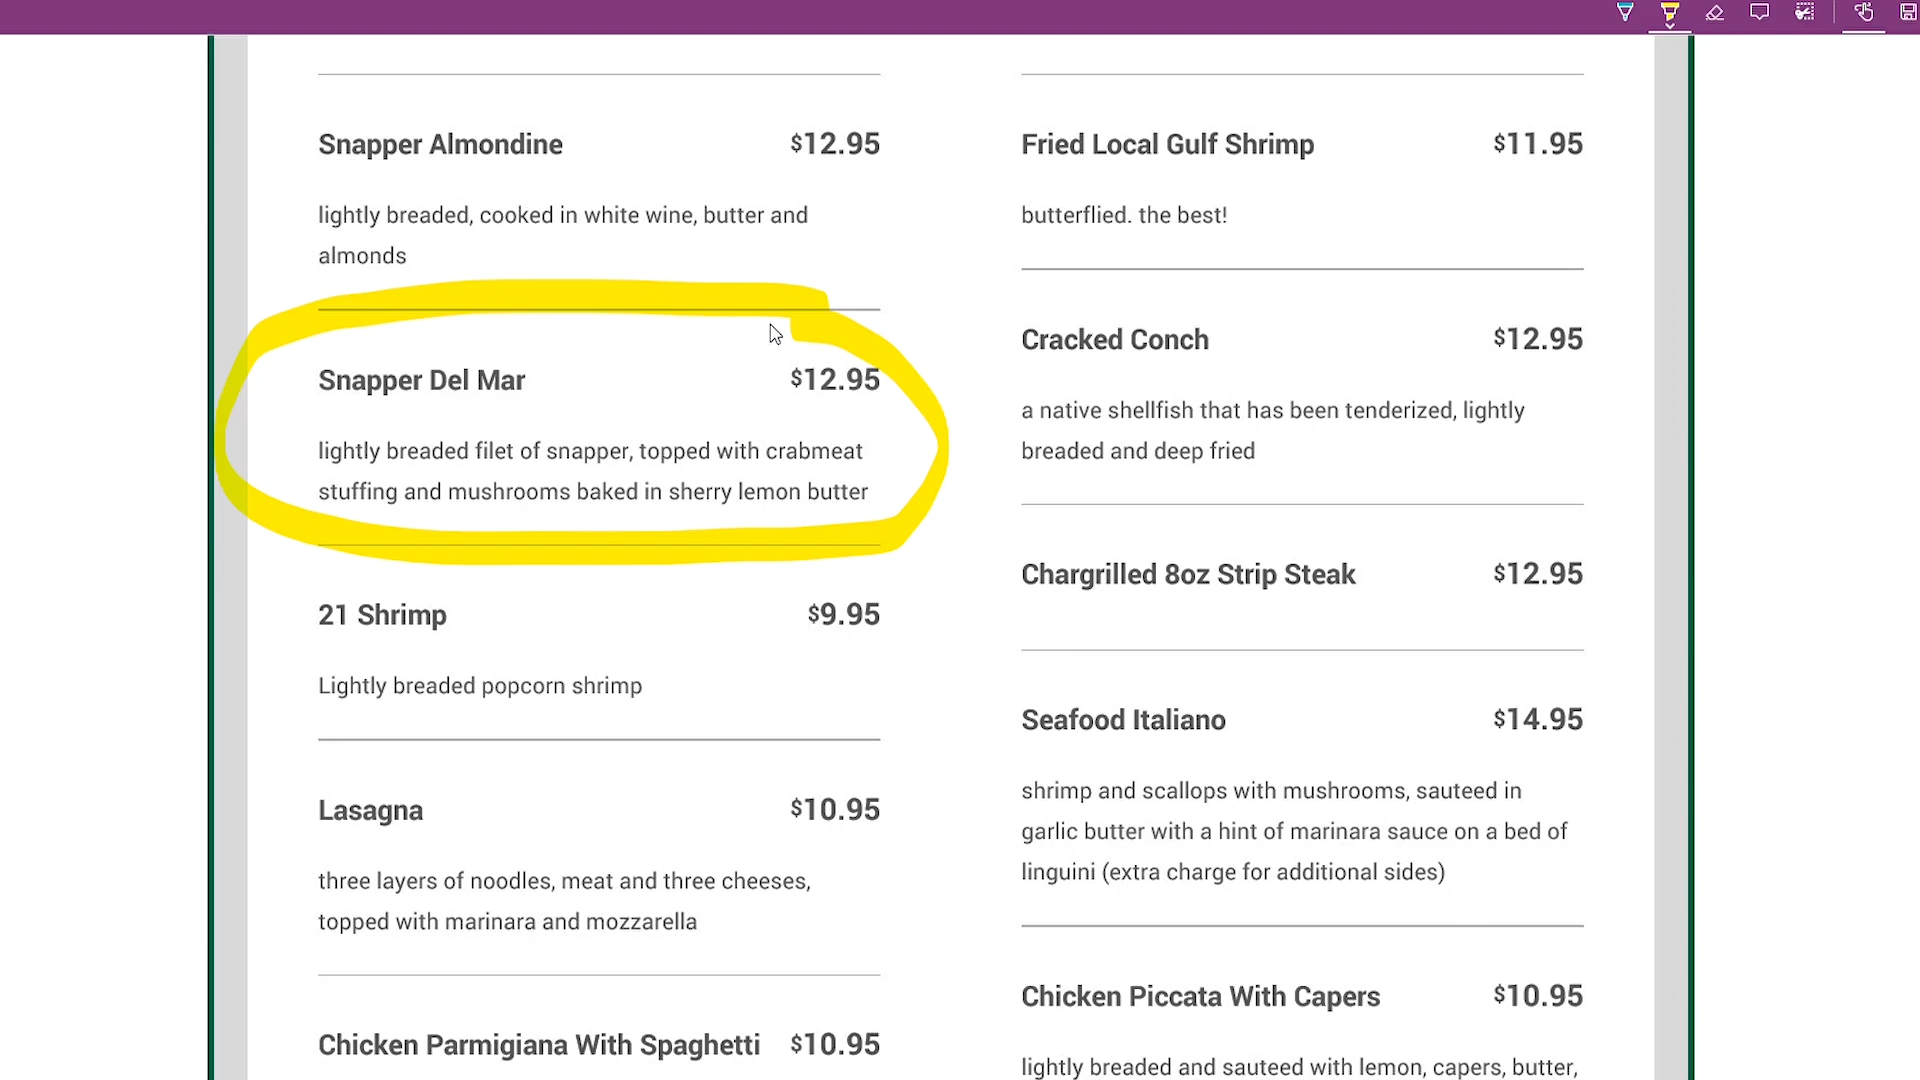 Snapper Almondine $12.95
lightly breaded, cooked in white wine, butter and
almonds
Snapper Del Mar $12.95
lightly breaded filet of snapper, topped with crabmeat
stuffing and mushrooms baked in sherry lemon butter
21 Shrimp $9.95
Lightly breaded popcorn shrimp
Lasagna $10.95
three layers of noodles, meat and three cheeses,
topped with marinara and mozzarella
Chicken Parmigiana With Spaghetti $10.95
Fried Local Gulf Shrimp $11.95
butterflied. the best!
Cracked Conch $12.95
a native shellfish that has been tenderized, lightly
breaded and deep fried
Chargrilled 8oz Strip Steak $12.95
Seafood Italiano $14.95
shrimp and scallops with mushrooms, sauteed in
garlic butter with a hint of marinara sauce on a bed of
linguini (extra charge for additional sides)
Chicken Piccata With Capers $10.95
lightly breaded and sauteed with lemon, capers, butter,